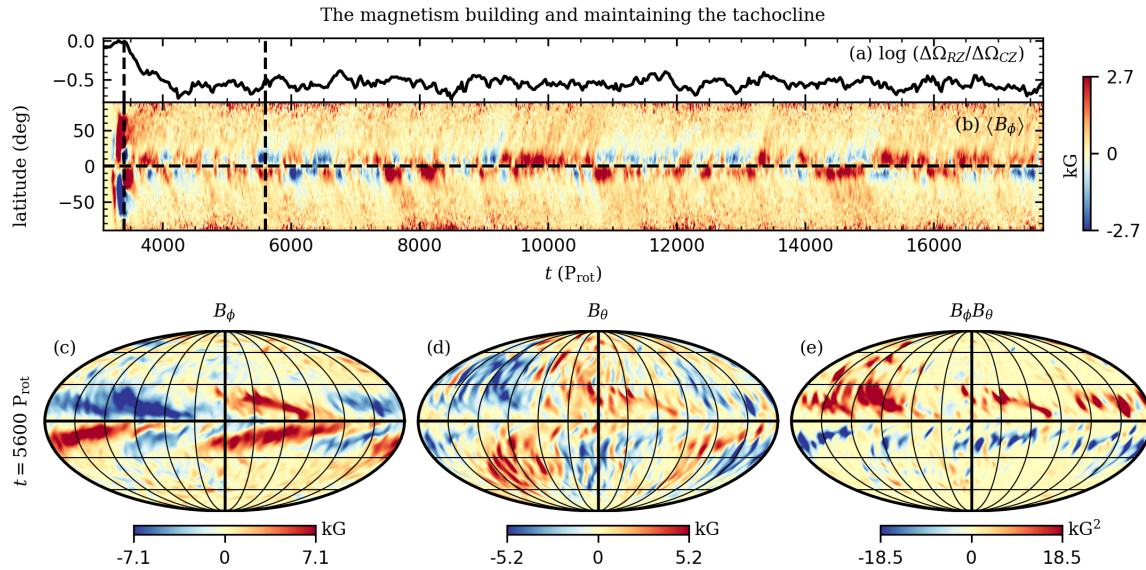 The magnetism building and maintaining the tachocline
0.0
−0.5
(a) log (ΔΩ_RZ/ΔΩ_CZ)
latitude (deg)
50
0
−50
(b) ⟨B_ϕ⟩
2.7
0
-2.7
kG
4000 6000 8000 10000 12000 14000 16000
t (P_rot)
t = 5600 P_rot
B_ϕ
(c)
-7.1 0 7.1
kG
B_θ
(d)
-5.2 0 5.2
kG
B_ϕB_θ
(e)
-18.5 0 18.5
kG²